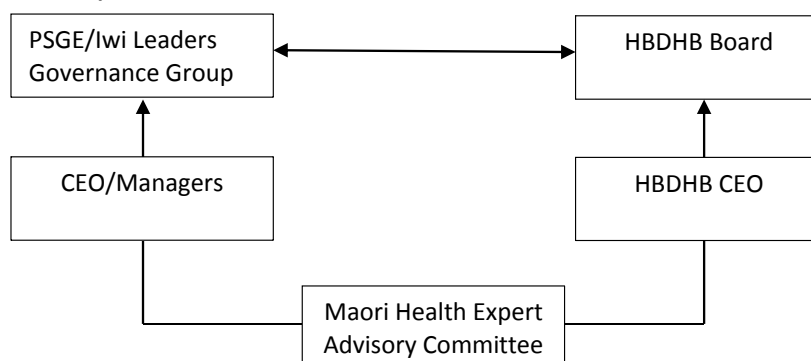 PSGE/Iwi Leaders
Governance Group
HBDHB Board
CEO/Managers
HBDHB CEO
Maori Health Expert
Advisory Committee